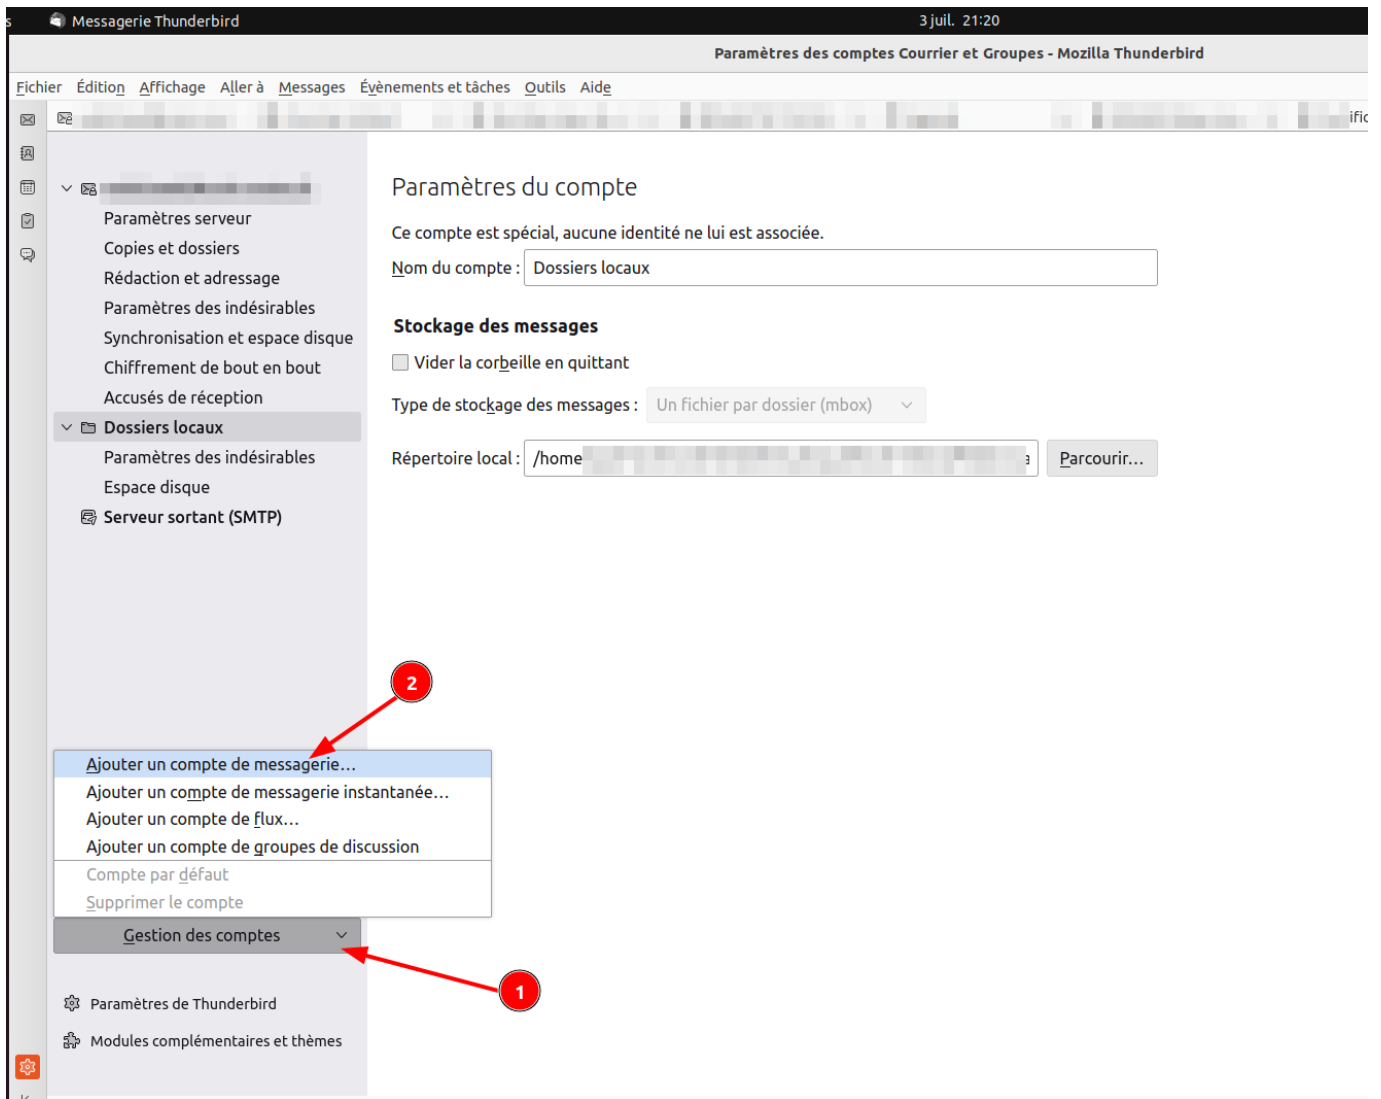 s Messagerie Thunderbird 3 juil. 21:20
Paramètres des comptes Courrier et Groupes - Mozilla Thunderbird
Fichier Édition Affichage Aller à Messages Évènements et tâches Outils Aide
Paramètres serveur
Copies et dossiers
Rédaction et adressage
Paramètres des indésirables
Synchronisation et espace disque
Chiffrement de bout en bout
Accusés de réception
Dossiers locaux
Paramètres des indésirables
Espace disque
Serveur sortant (SMTP)
Paramètres du compte
Ce compte est spécial, aucune identité ne lui est associée.
Nom du compte : Dossiers locaux
Stockage des messages
Vider la corbeille en quittant
Type de stockage des messages : Un fichier par dossier (mbox)
Répertoire local : /home Parcourir...
2
Ajouter un compte de messagerie...
Ajouter un compte de messagerie instantanée...
Ajouter un compte de flux...
Ajouter un compte de groupes de discussion
Compte par défaut
Supprimer le compte
Gestion des comptes
1
Paramètres de Thunderbird
Modules complémentaires et thèmes